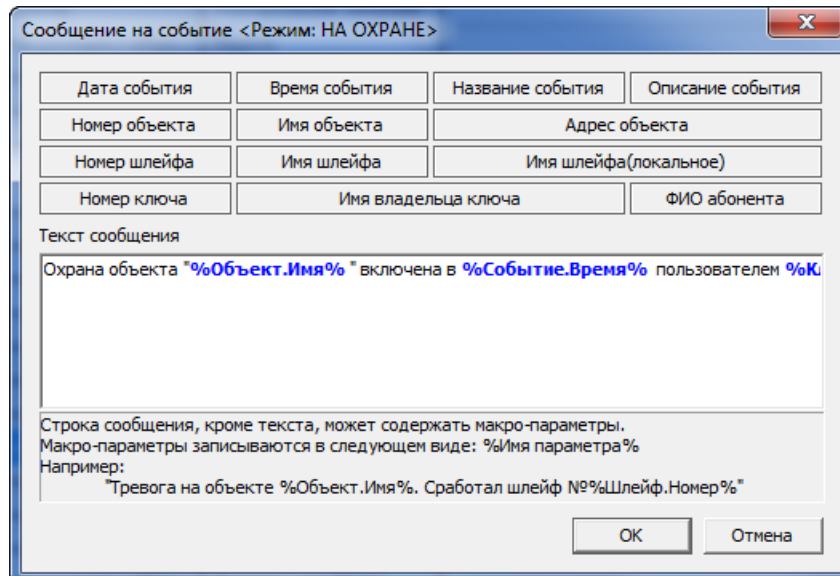 Сообщение на событие <Режим: НА ОХРАНЕ>
Дата события Время события Название события Описание события
Номер объекта Имя объекта Адрес объекта
Номер шлейфа Имя шлейфа Имя шлейфа(локальное)
Номер ключа Имя владельца ключа ФИО абонента
Текст сообщения
Охрана объекта "%Объект.Имя% " включена в %Событие.Время% пользователем
Строка сообщения, кроме текста, может содержать макро-параметры.
Макро-параметры записываются в следующем виде: %Имя параметра%
Например:
"Тревога на объекте %Объект.Имя%. Сработал шлейф №%Шлейф.Номер%"
OK Отмена